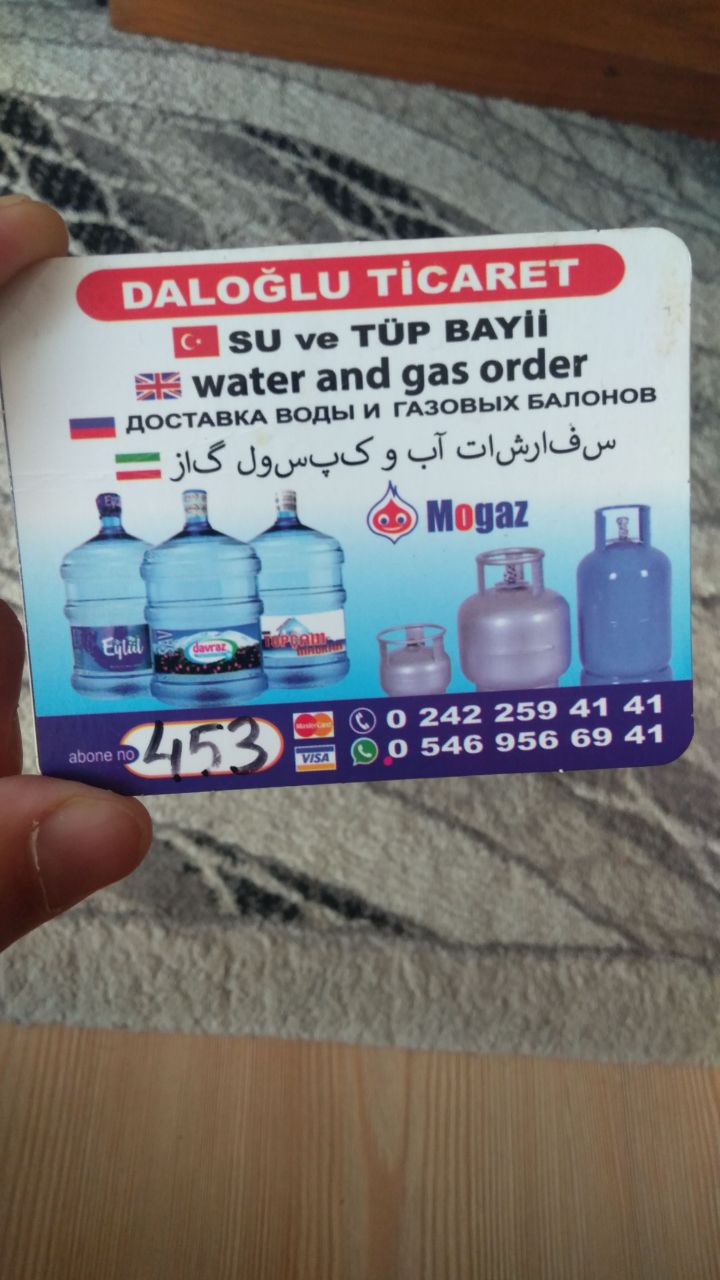 DALOĞLU TİCARET
SU ve TÜP BAYİİ
water and gas order
ДОСТАВКА ВОДЫ И ГАЗОВЫХ БАЛОНОВ
سفارشات آب و کپسول گاز
Mogaz
Eylül
davraz
TOPÇAM
abone no 453
MasterCard
VISA
0 242 259 41 41
0 546 956 69 41